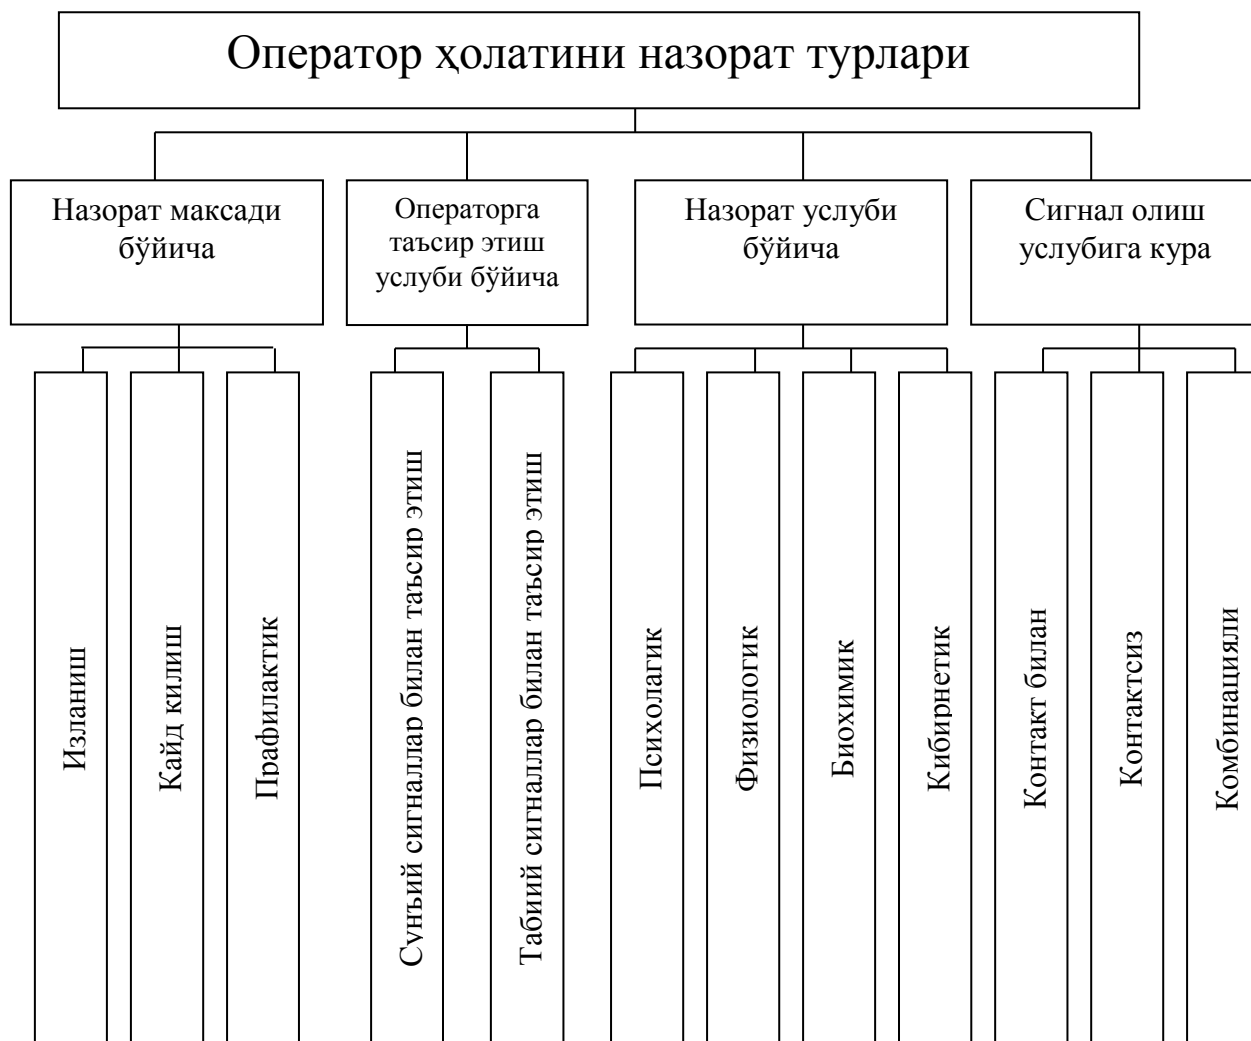 Оператор ҳолатини назорат турлари
Назорат максади
бўйича
Операторга
таъсир этиш
услуби бўйича
Назорат услуби
бўйича
Сигнал олиш
услубига кура
Изланиш
Кайд килиш
Прафилактик
Сунъий сигналлар билан таъсир этиш
Табиий сигналлар билан таъсир этиш
Психолагик
Физиологик
Биохимик
Кибирнетик
Контакт билан
Контактсиз
Комбинацияли